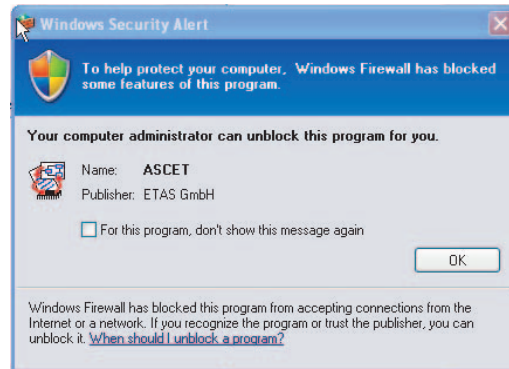 Windows Security Alert
To help protect your computer, Windows Firewall has blocked
some features of this program.
Your computer administrator can unblock this program for you.
Name: ASCET
Publisher: ETAS GmbH
For this program, don't show this message again
OK
Windows Firewall has blocked this program from accepting connections from the
Internet or a network. If you recognize the program or trust the publisher, you can
unblock it. When should I unblock a program?